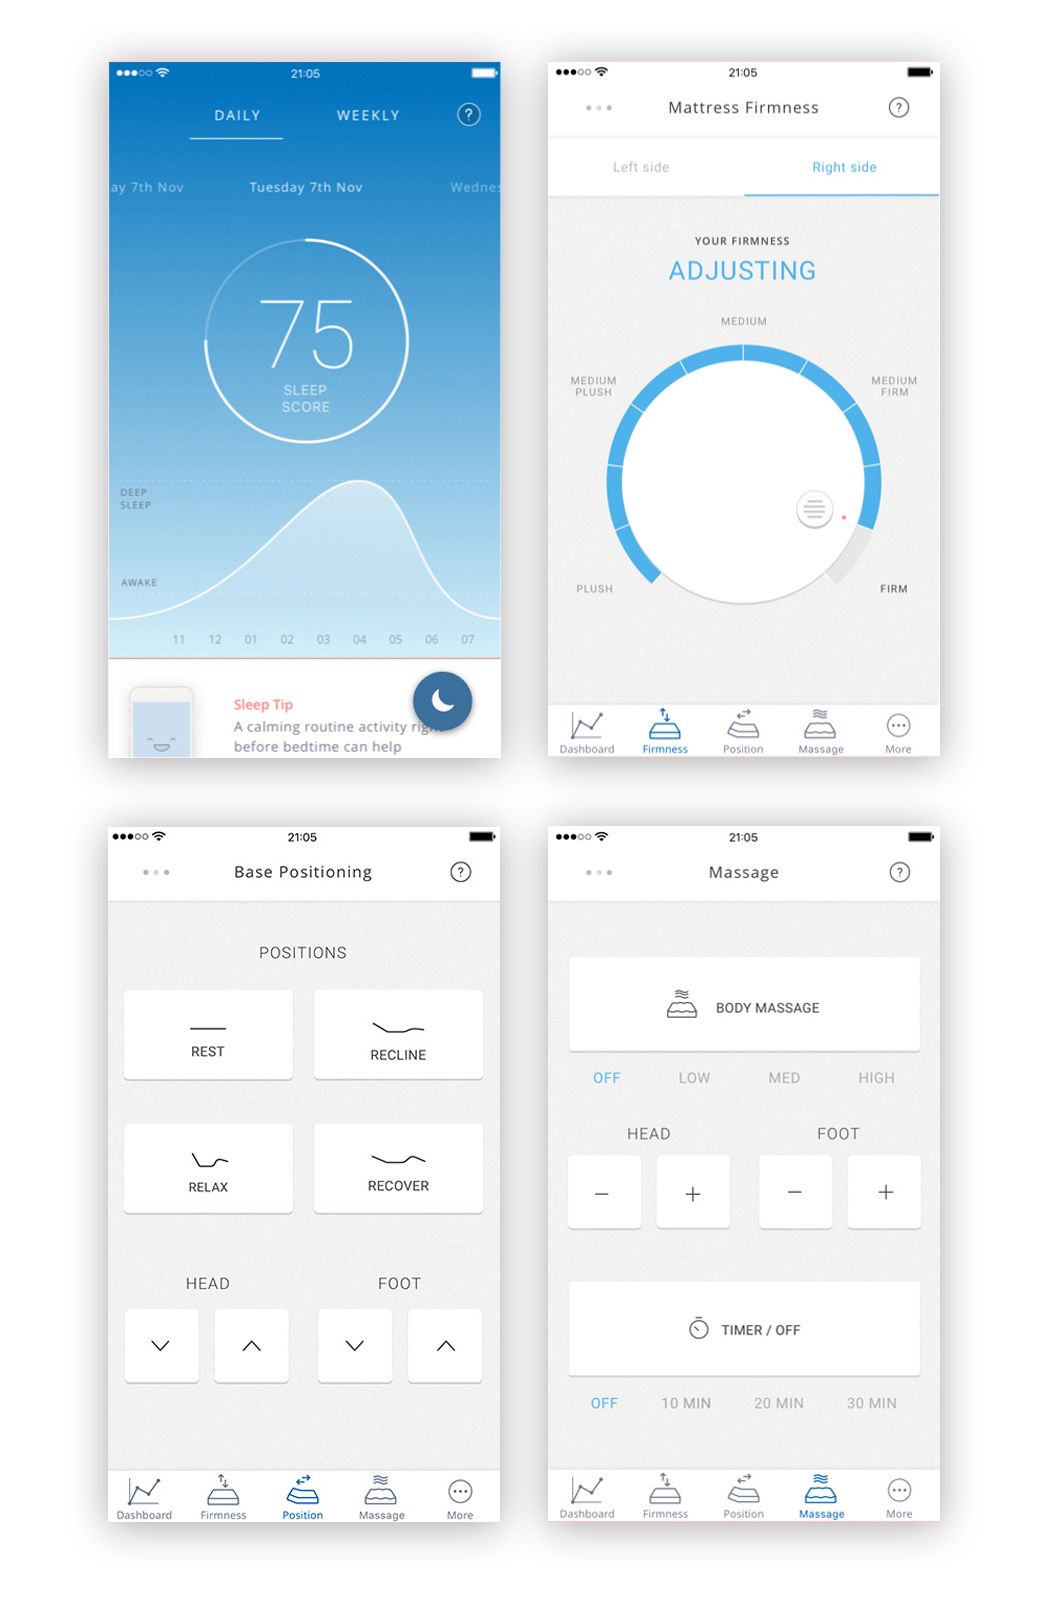 21:05
DAILY WEEKLY ?
ay 7th Nov Tuesday 7th Nov Wednes
75
SLEEP
SCORE
DEEP
SLEEP
AWAKE
11 12 01 02 03 04 05 06 07
Sleep Tip
A calming routine activity righ
before bedtime can help
21:05
Mattress Firmness ?
Left side Right side
YOUR FIRMNESS
ADJUSTING
MEDIUM
MEDIUM
PLUSH
MEDIUM
FIRM
PLUSH FIRM
Dashboard Firmness Position Massage More
21:05
Base Positioning ?
POSITIONS
REST RECLINE
RELAX RECOVER
HEAD FOOT
Dashboard Firmness Position Massage More
21:05
Massage ?
BODY MASSAGE
OFF LOW MED HIGH
HEAD FOOT
− + − +
TIMER / OFF
OFF 10 MIN 20 MIN 30 MIN
Dashboard Firmness Position Massage More